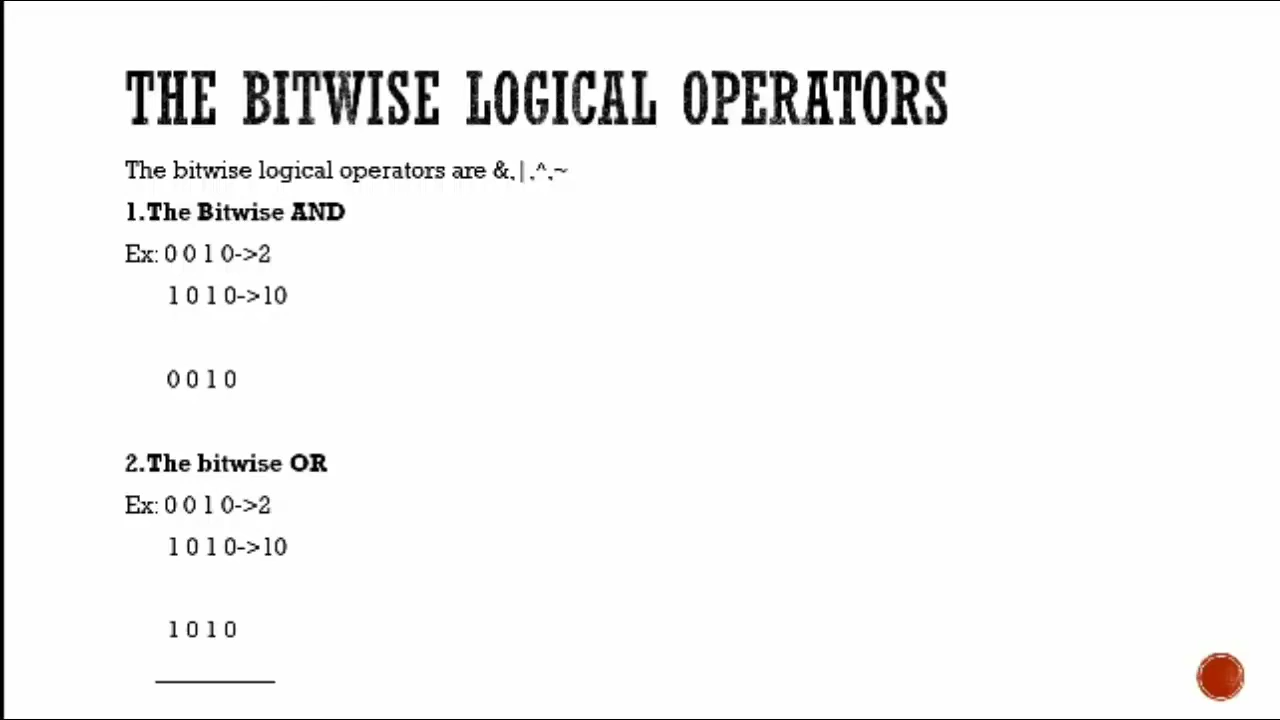 THE BITWISE LOGICAL OPERATORS
The bitwise logical operators are &,|,^,~
1.The Bitwise AND
Ex: 0 0 1 0->2
1 0 1 0->10
0 0 1 0
2.The bitwise OR
Ex: 0 0 1 0->2
1 0 1 0->10
1 0 1 0